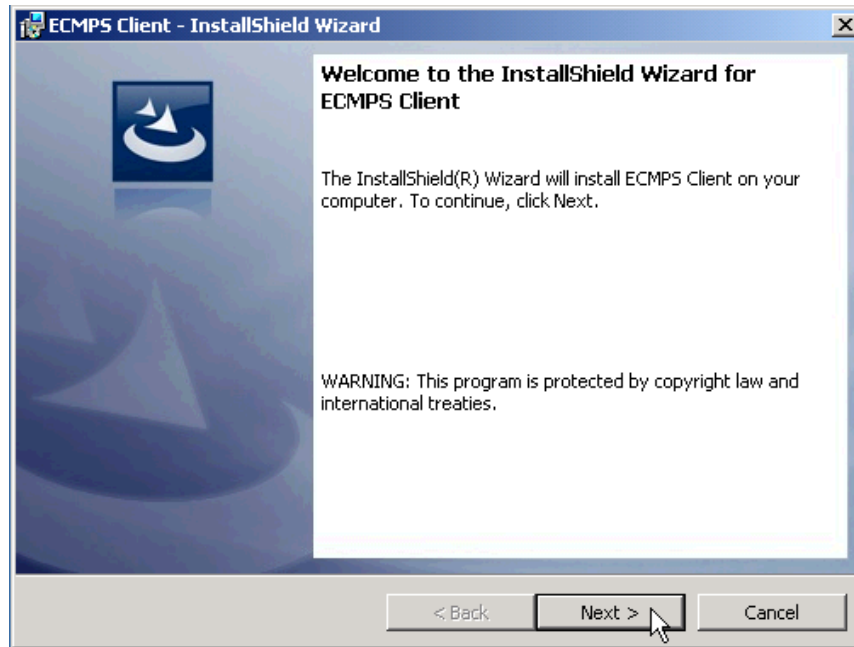 ECMPS Client - InstallShield Wizard
Welcome to the InstallShield Wizard for
ECMPS Client
The InstallShield(R) Wizard will install ECMPS Client on your
computer. To continue, click Next.
WARNING: This program is protected by copyright law and
international treaties.
< Back
Next >
Cancel